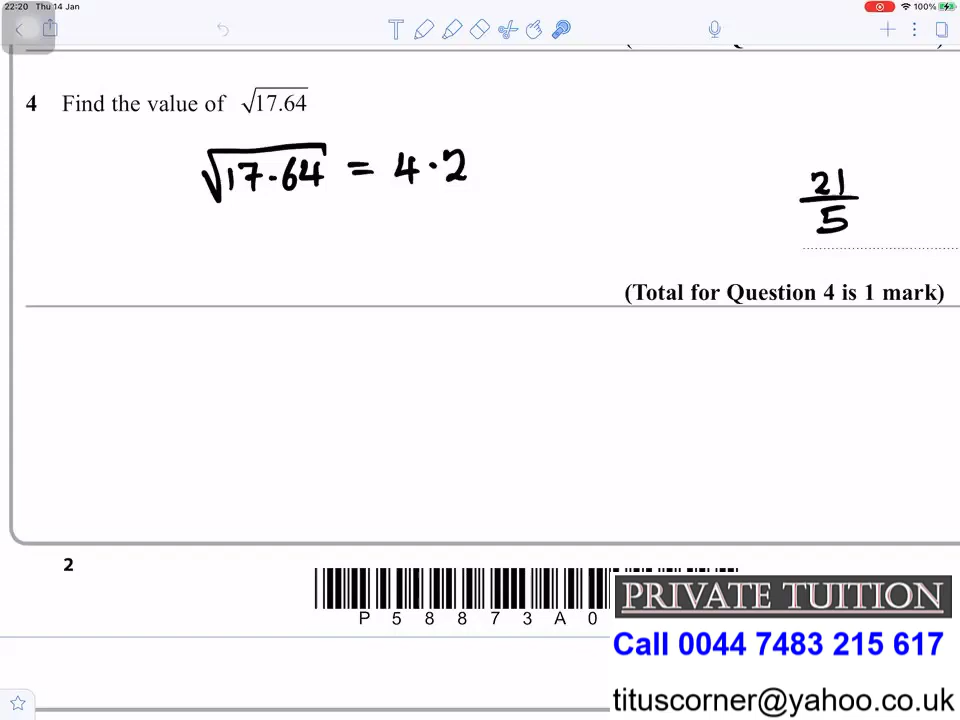 22:20 Thu 14 Jan
100%
4 Find the value of √17.64
√17.64 = 4.2
21
5
(Total for Question 4 is 1 mark)
2
P 5 8 8 7 3 A 0
PRIVATE TUITION
Call 0044 7483 215 617
tituscorner@yahoo.co.uk